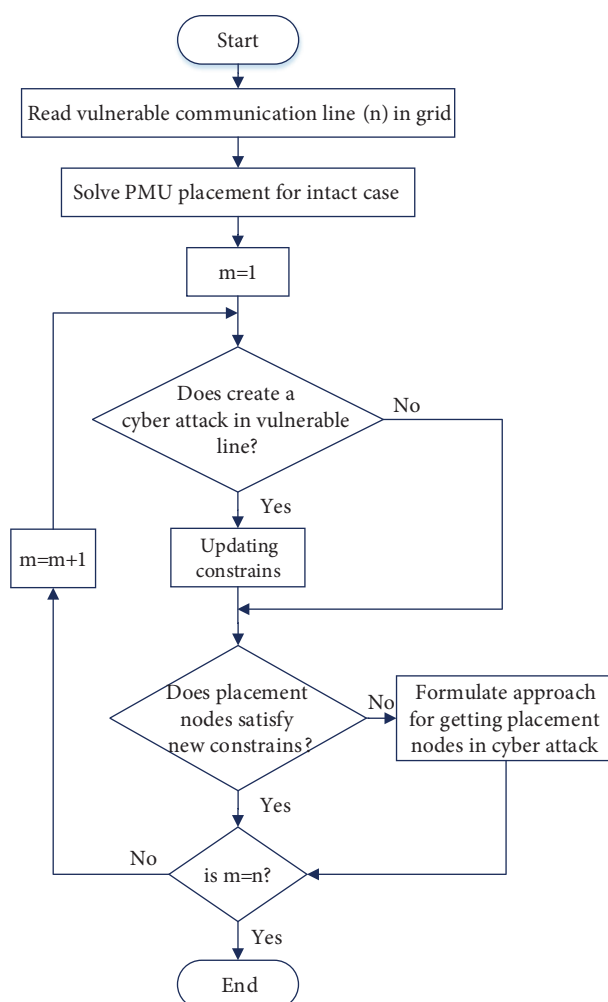 Start
Read vulnerable communication line (n) in grid
Solve PMU placement for intact case
m=1
Does create a
cyber attack in vulnerable
line?
No
Yes
m=m+1
Updating
constrains
Does placement
nodes satisfy
new constrains?
No
Formulate approach
for getting placement
nodes in cyber attack
Yes
No
is m=n?
Yes
End